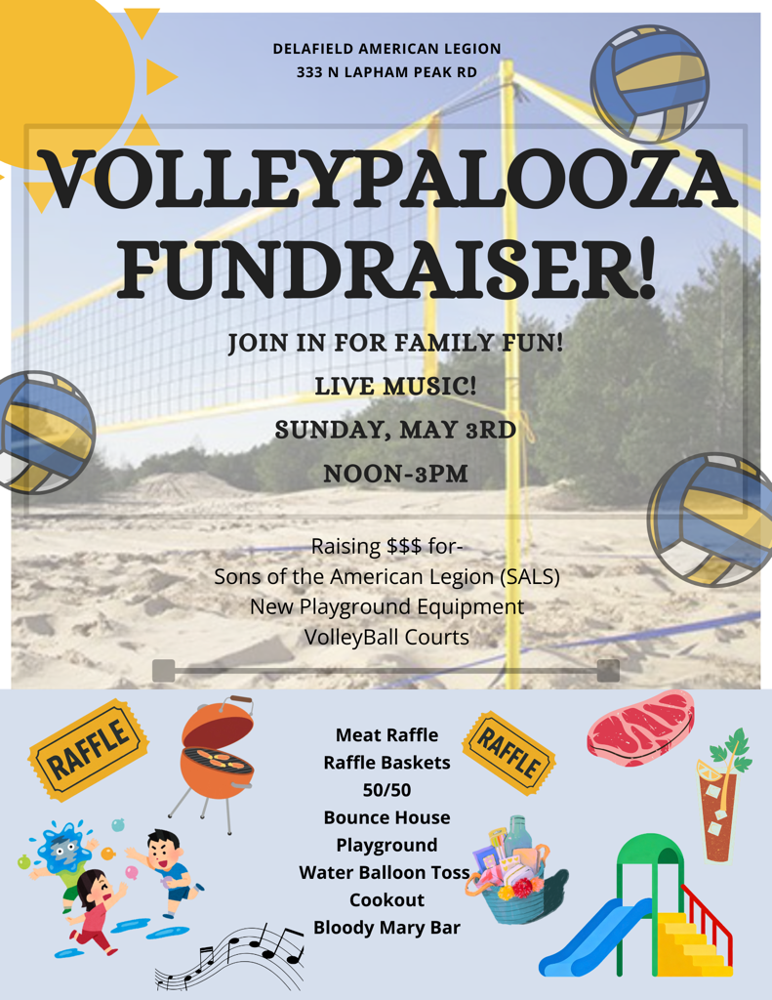 DELAFIELD AMERICAN LEGION
333 N LAPHAM PEAK RD
VOLLEYPALOOZA
FUNDRAISER!
JOIN IN FOR FAMILY FUN!
LIVE MUSIC!
SUNDAY, MAY 3RD
NOON-3PM
Raising $$$ for-
Sons of the American Legion (SALS)
New Playground Equipment
VolleyBall Courts
RAFFLE
RAFFLE
Meat Raffle
Raffle Baskets
50/50
Bounce House
Playground
Water Balloon Toss
Cookout
Bloody Mary Bar